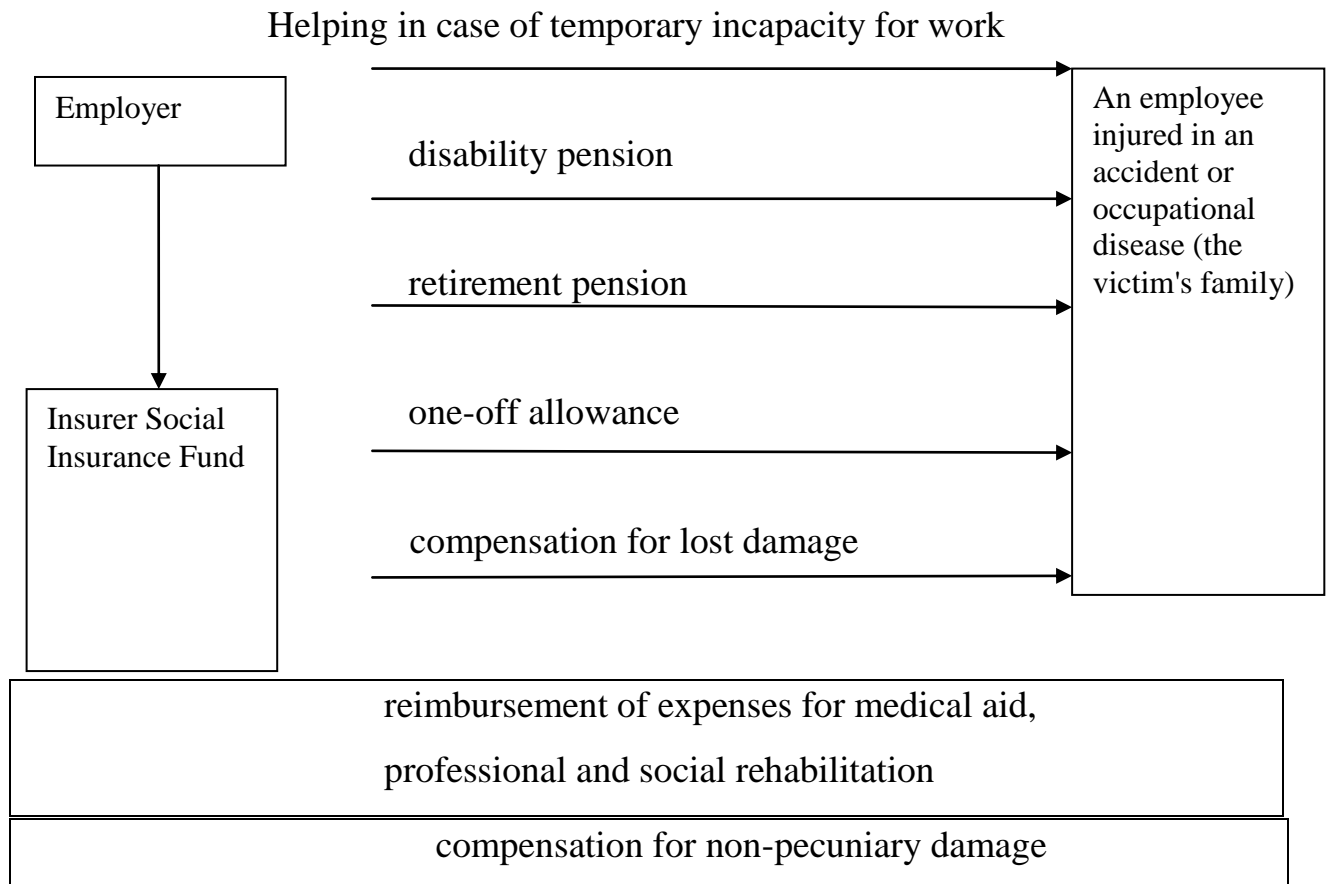 Helping in case of temporary incapacity for work
Employer
An employee
injured in an
accident or
occupational
disease (the
victim's family)
disability pension
retirement pension
Insurer Social
Insurance Fund
one-off allowance
compensation for lost damage
reimbursement of expenses for medical aid,
professional and social rehabilitation
compensation for non-pecuniary damage